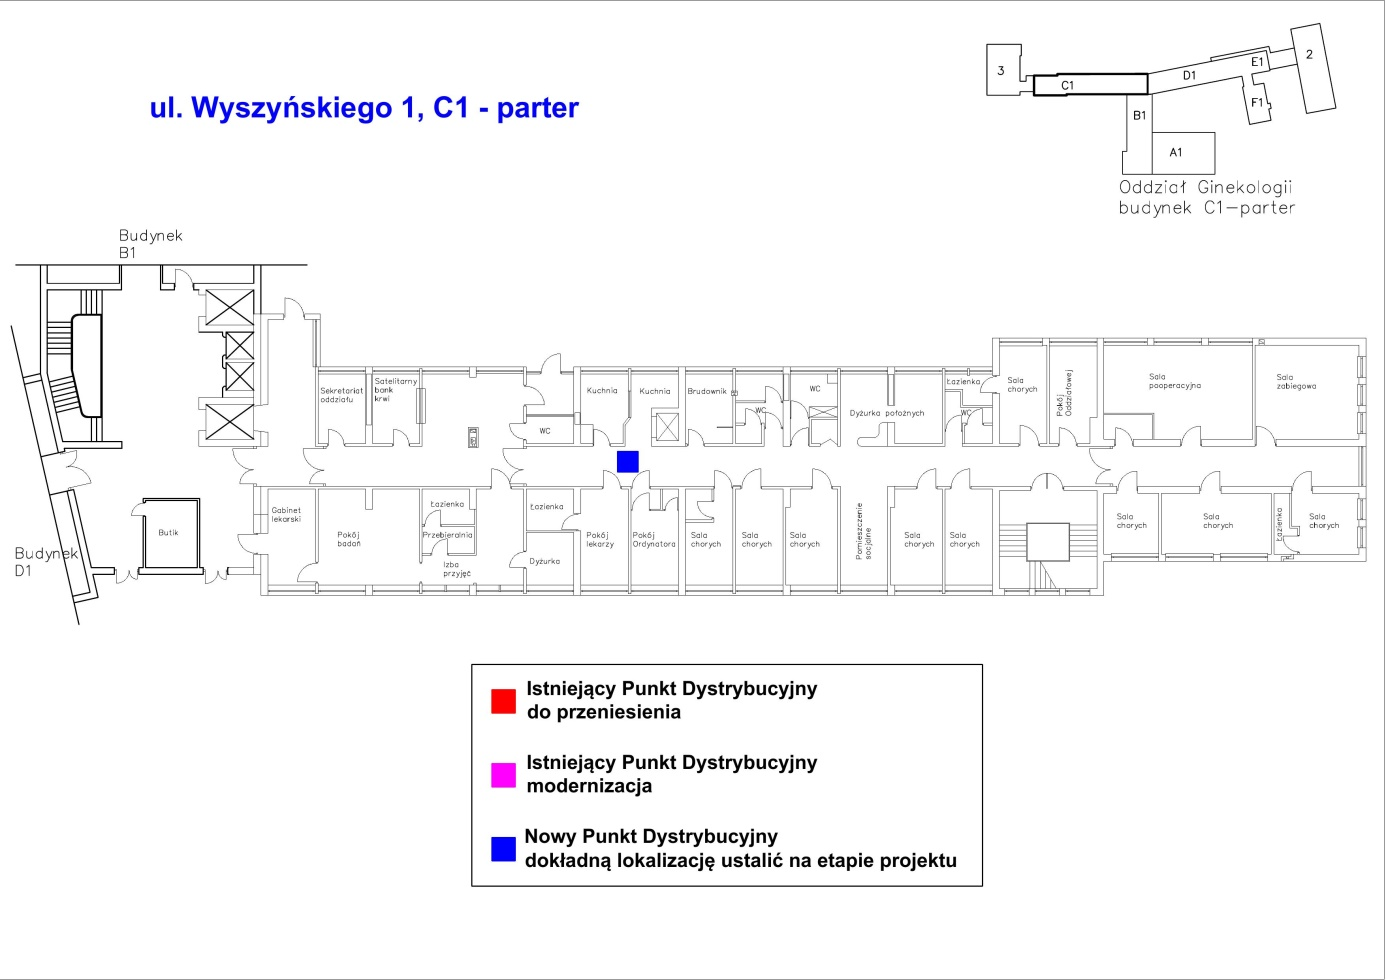 ul. Wyszyńskiego 1, C1 - parter
3
C1
D1
E1
2
F1
B1
A1
Oddział Ginekologii
budynek C1-parter
Budynek
B1
Sekretariat
oddziału
Satelitarny
bank
krwi
WC
Kuchnia
Kuchnia
Brudownik
WC
WC
Dyżurka położnych
Łazienka
WC
Sala
chorych
Pokój
Oddziałowej
Sala
pooperacyjna
Sala
zabiegowa
Gabinet
lekarski
Pokój
badań
Łazienka
Przebieralnia
Izba
przyjęć
Łazienka
Dyżurka
Pokój
lekarzy
Pokój
Ordynatora
Sala
chorych
Sala
chorych
Sala
chorych
Pomieszczenie
socjalne
Sala
chorych
Sala
chorych
Sala
chorych
Sala
chorych
Łazienka
Sala
chorych
Butik
Budynek
D1
Istniejący Punkt Dystrybucyjny
do przeniesienia
Istniejący Punkt Dystrybucyjny
modernizacja
Nowy Punkt Dystrybucyjny
dokładną lokalizację ustalić na etapie projektu